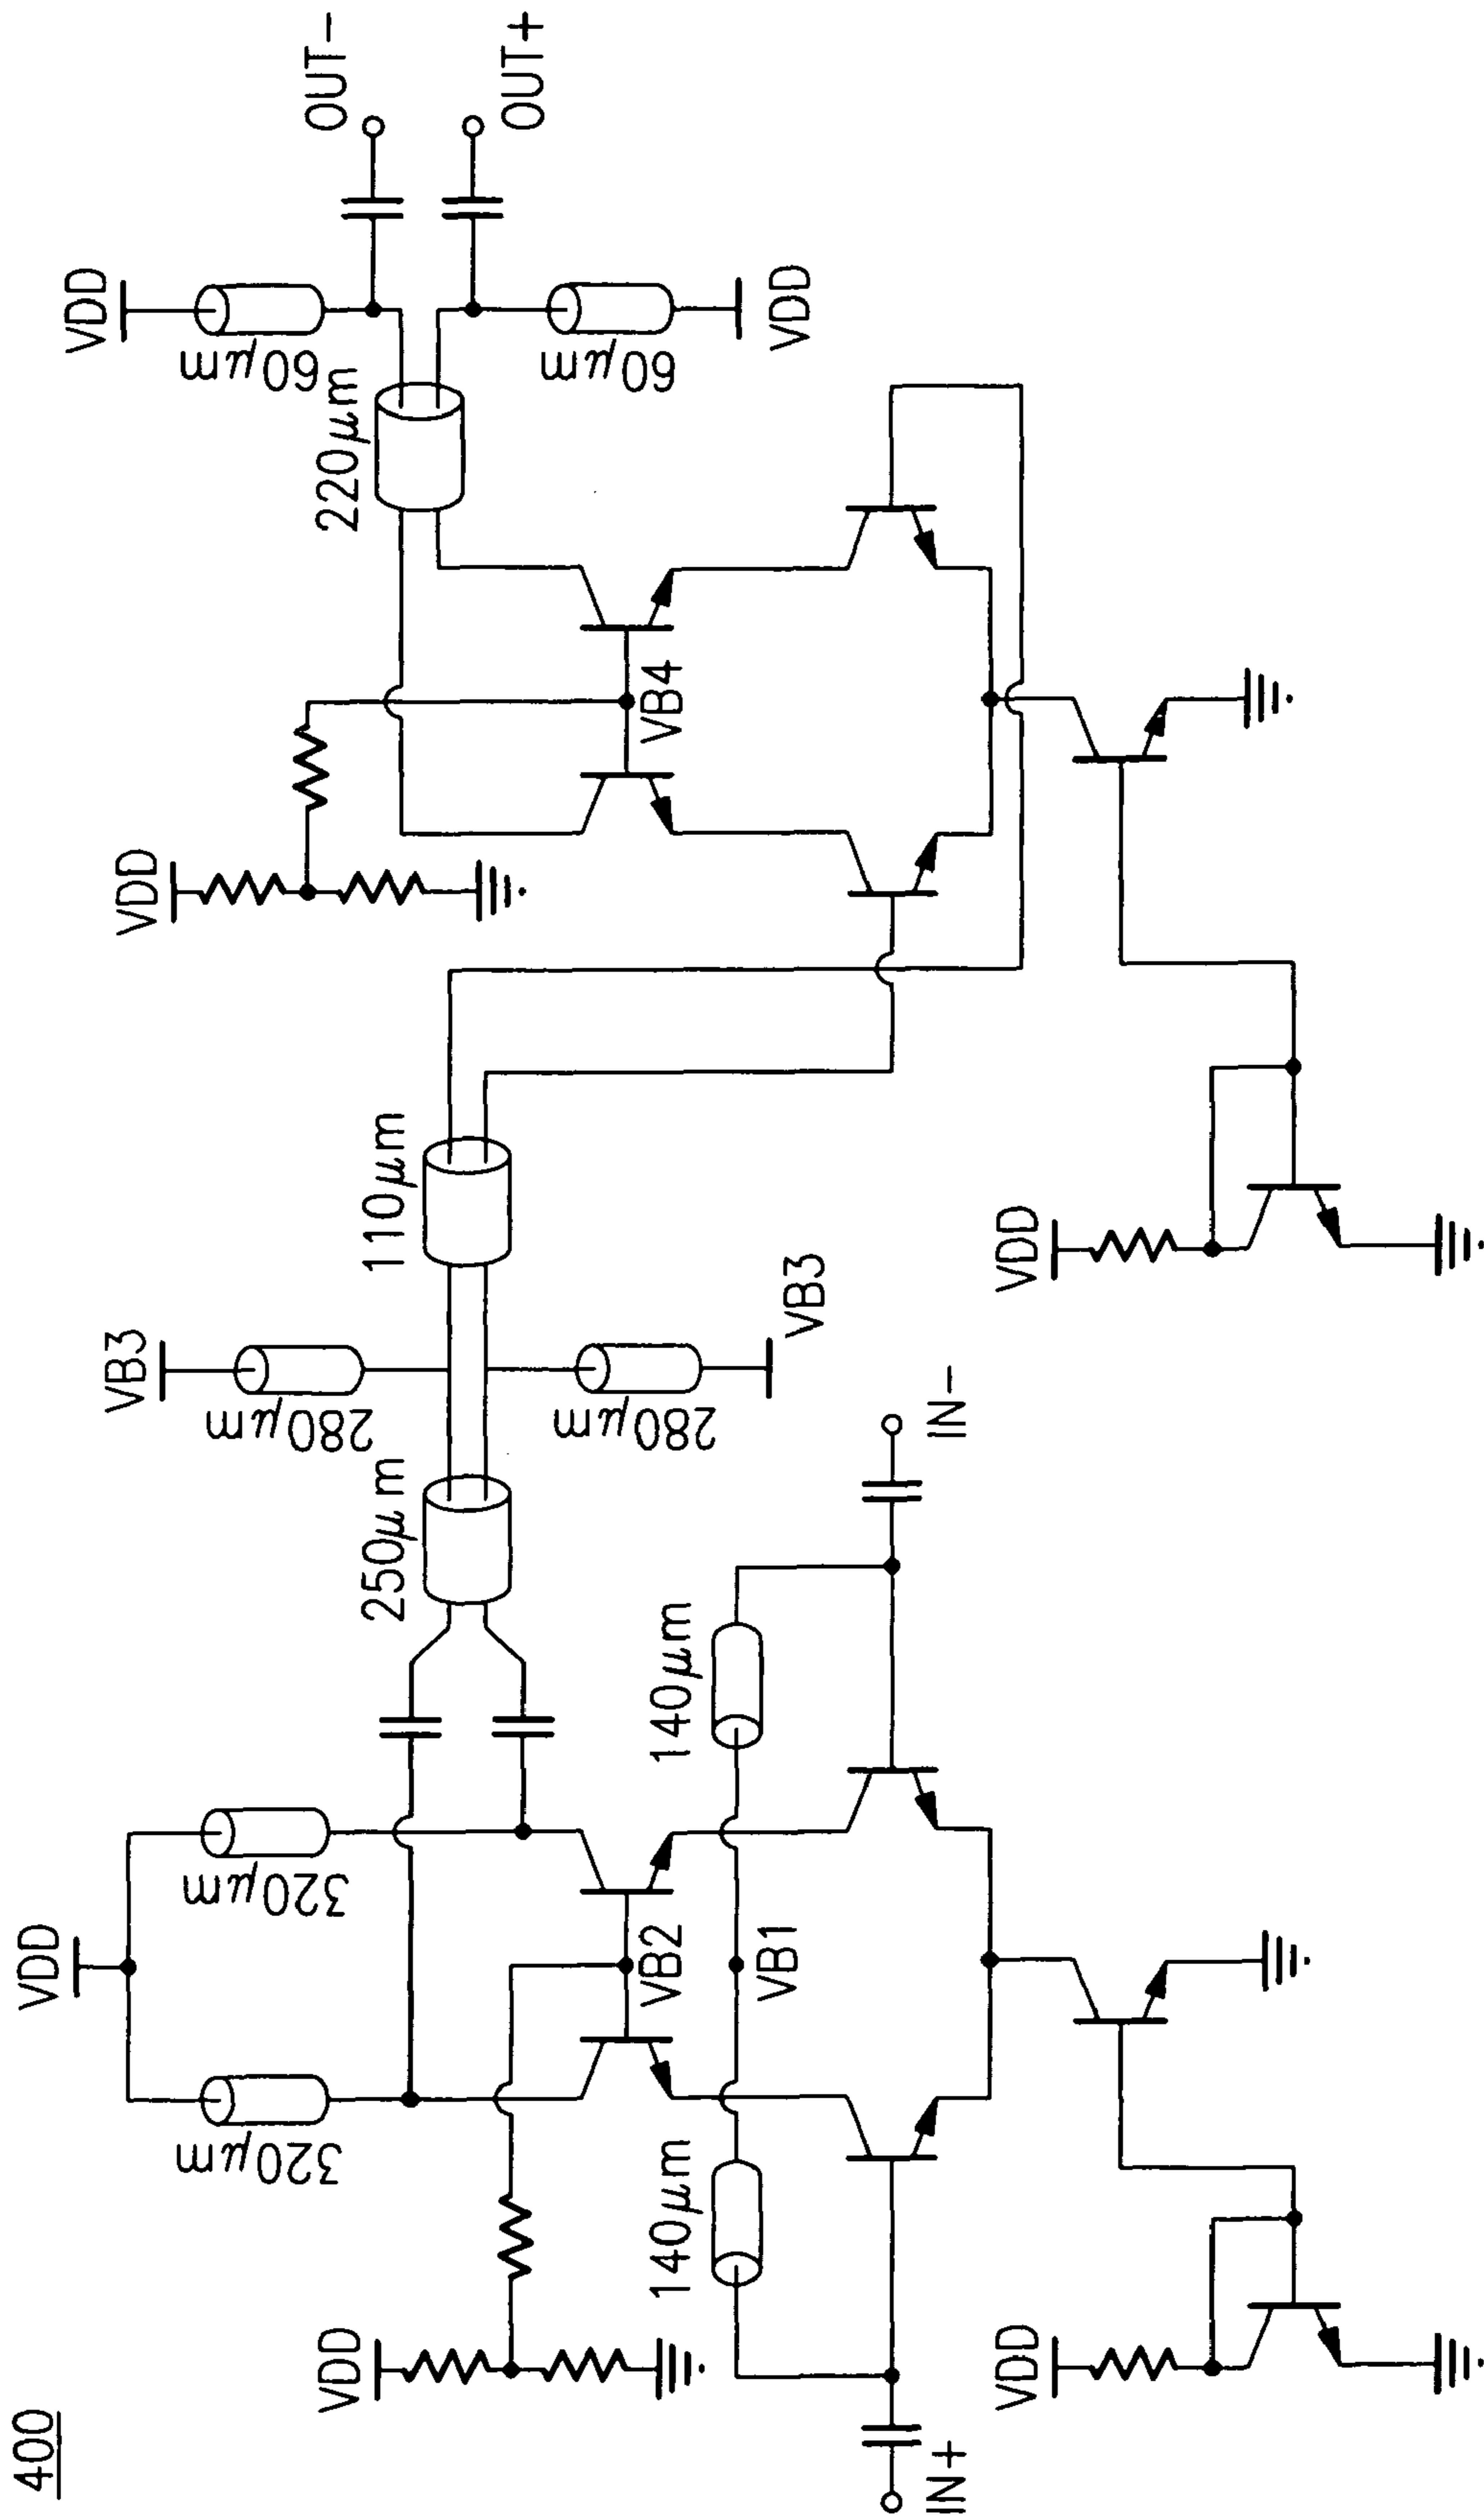 400
VDD
VDD
VB3
VDD
320μm
320μm
280μm
60μm
OUT−
VDD
220μm
250μm
110μm
OUT+
60μm
280μm
140μm
140μm
VB2
VB4
VB1
VDD
VB3
IN+
IN−
VDD
VDD